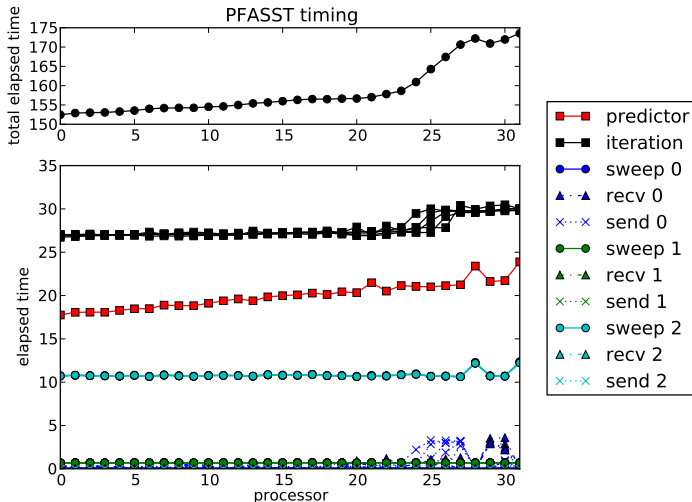 PFASST timing
total elapsed time
175
170
165
160
155
150
0 5 10 15 20 25 30
elapsed time
35
30
25
20
15
10
5
0
0 5 10 15 20 25 30
processor
predictor
iteration
sweep 0
recv 0
send 0
sweep 1
recv 1
send 1
sweep 2
recv 2
send 2